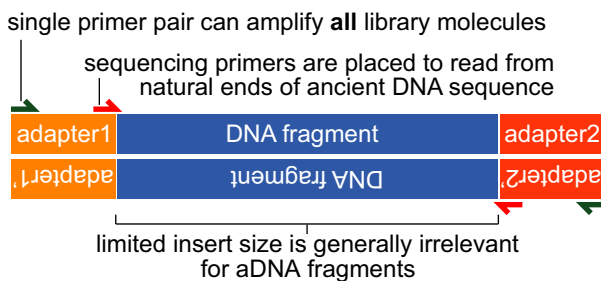 single primer pair can amplify all library molecules
sequencing primers are placed to read from
natural ends of ancient DNA sequence
adapter1 DNA fragment adapter2
adapter1' DNA fragment adapter2'
limited insert size is generally irrelevant
for aDNA fragments